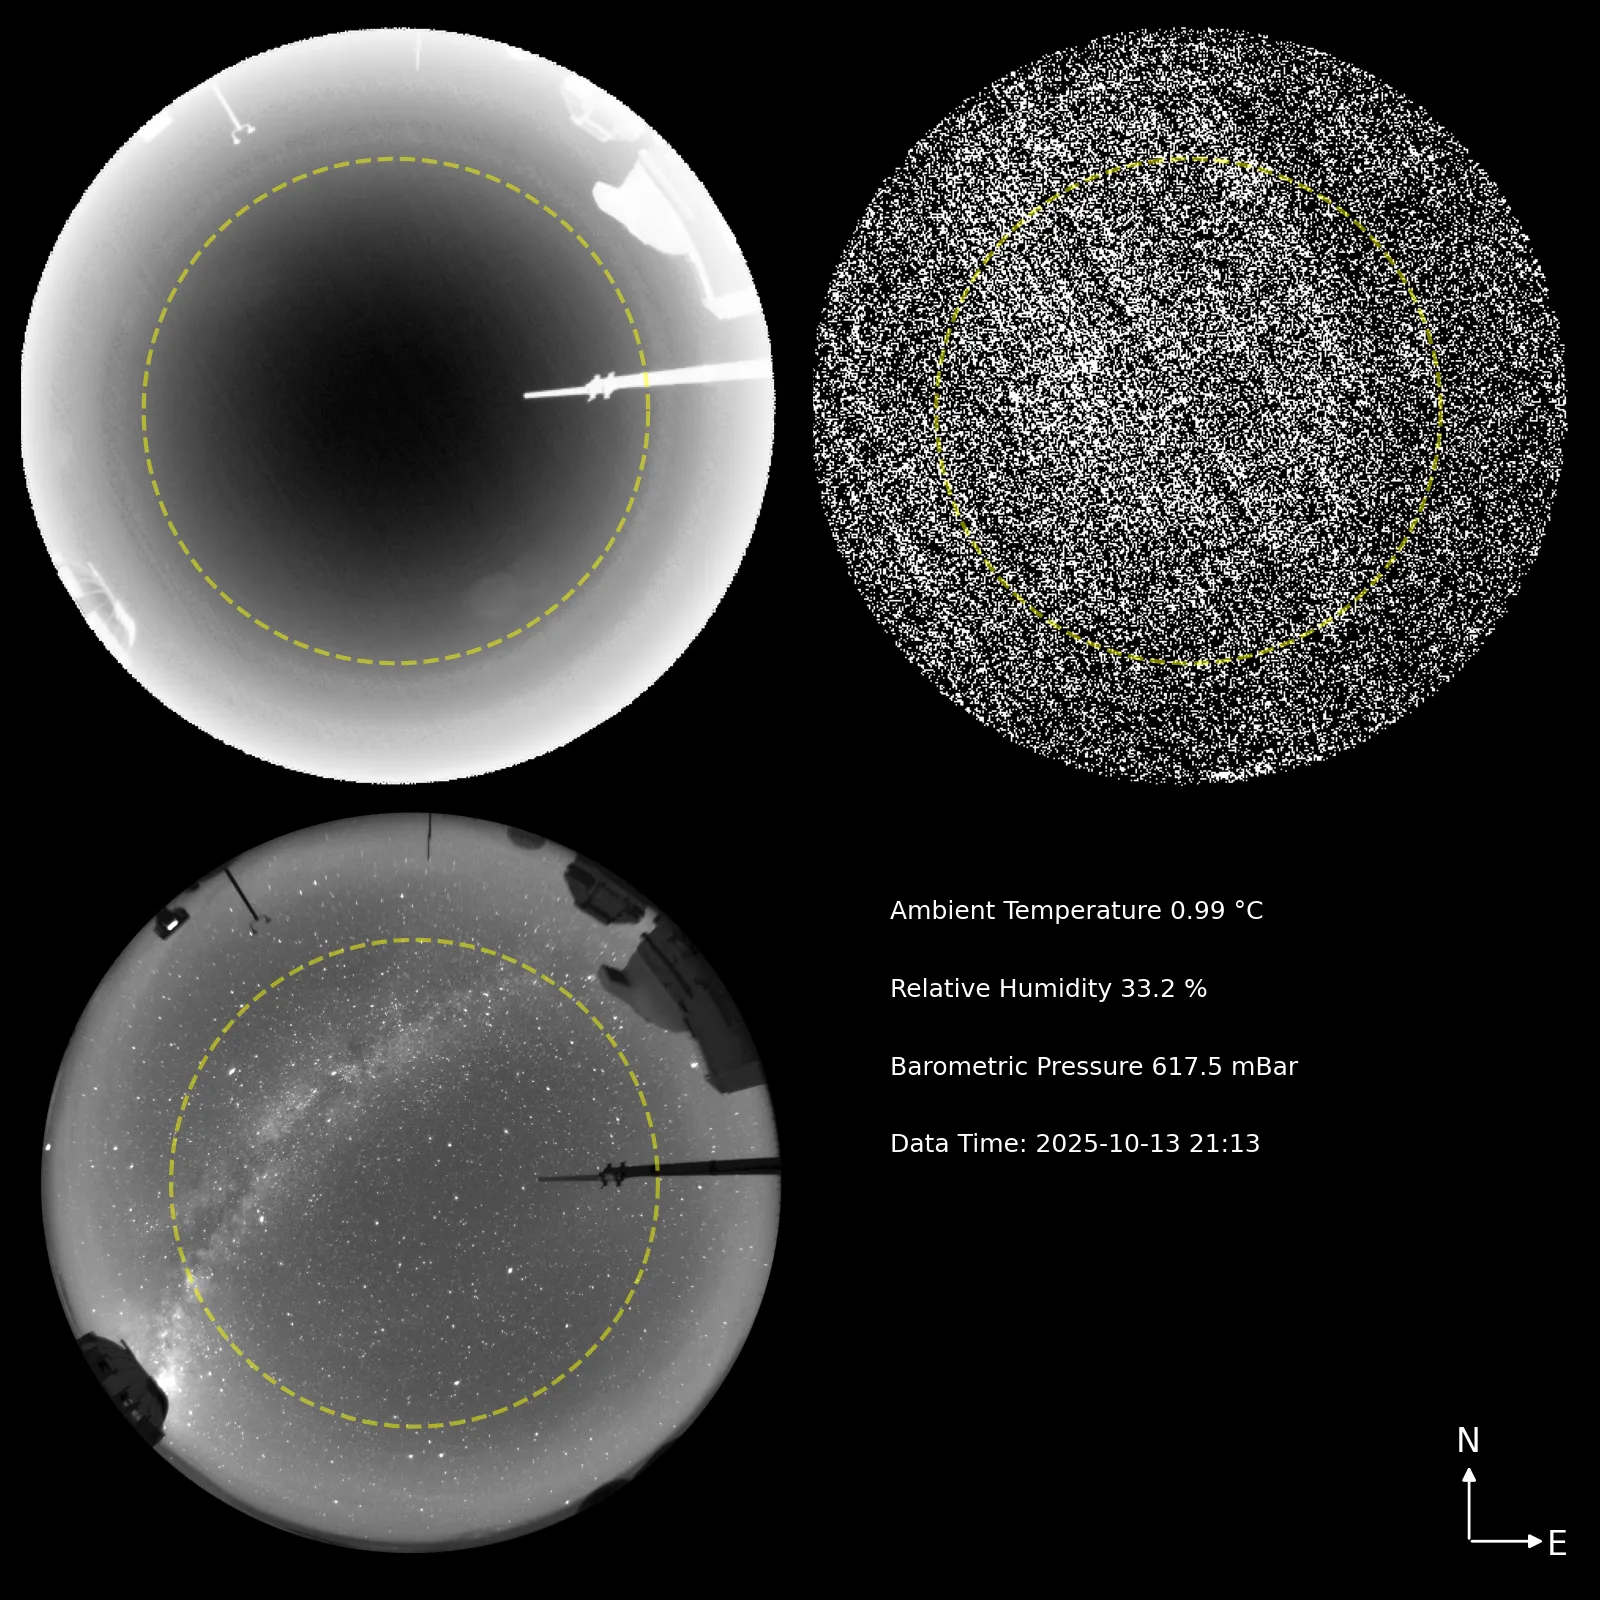 Ambient Temperature 0.99 °C
Relative Humidity 33.2 %
Barometric Pressure 617.5 mBar
Data Time: 2025-10-13 21:13
N
E